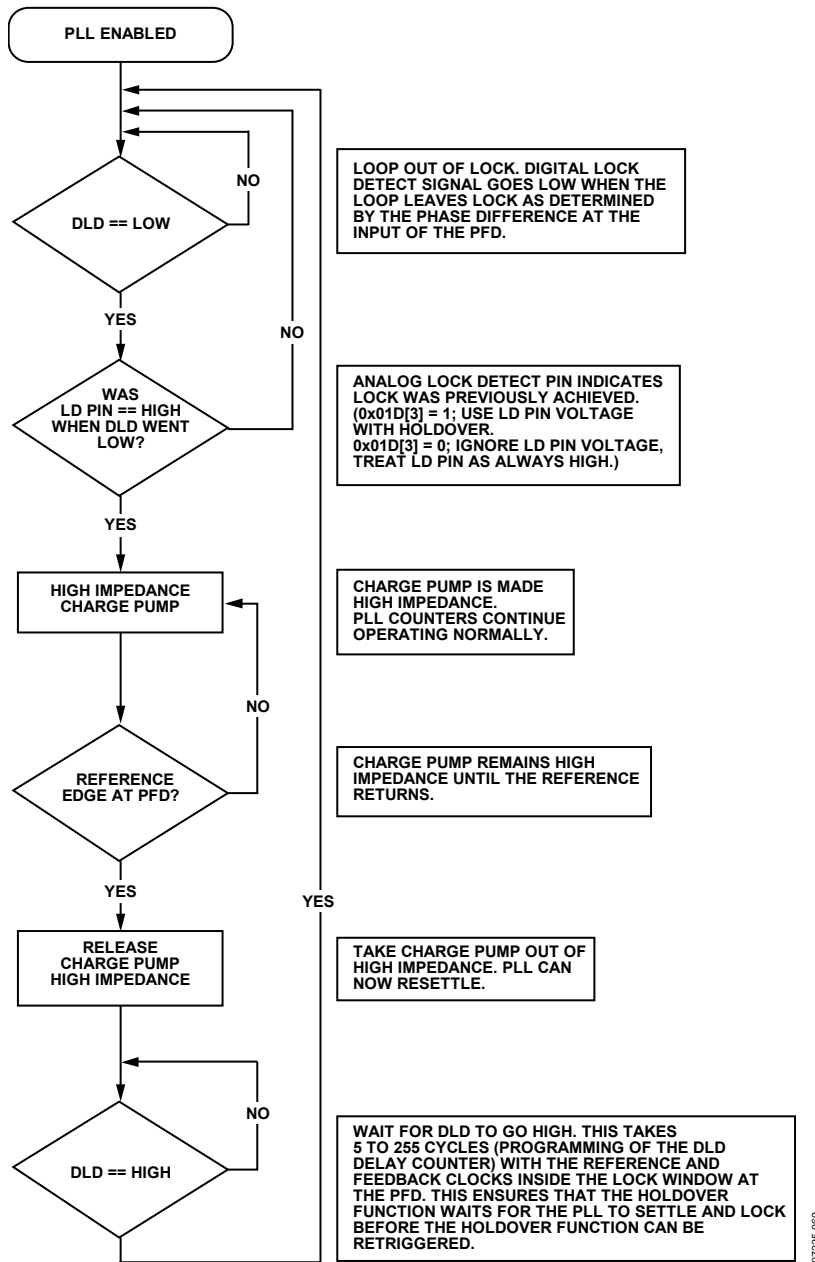 PLL ENABLED
NO
DLD == LOW
LOOP OUT OF LOCK. DIGITAL LOCK
DETECT SIGNAL GOES LOW WHEN THE
LOOP LEAVES LOCK AS DETERMINED
BY THE PHASE DIFFERENCE AT THE
INPUT OF THE PFD.
YES
NO
WAS
LD PIN == HIGH
WHEN DLD WENT
LOW?
ANALOG LOCK DETECT PIN INDICATES
LOCK WAS PREVIOUSLY ACHIEVED.
(0x01D[3] = 1; USE LD PIN VOLTAGE
WITH HOLDOVER.
0x01D[3] = 0; IGNORE LD PIN VOLTAGE,
TREAT LD PIN AS ALWAYS HIGH.)
YES
HIGH IMPEDANCE
CHARGE PUMP
CHARGE PUMP IS MADE
HIGH IMPEDANCE.
PLL COUNTERS CONTINUE
OPERATING NORMALLY.
NO
REFERENCE
EDGE AT PFD?
CHARGE PUMP REMAINS HIGH
IMPEDANCE UNTIL THE REFERENCE
RETURNS.
YES
YES
RELEASE
CHARGE PUMP
HIGH IMPEDANCE
TAKE CHARGE PUMP OUT OF
HIGH IMPEDANCE. PLL CAN
NOW RESETTLE.
NO
DLD == HIGH
WAIT FOR DLD TO GO HIGH. THIS TAKES
5 TO 255 CYCLES (PROGRAMMING OF THE DLD
DELAY COUNTER) WITH THE REFERENCE AND
FEEDBACK CLOCKS INSIDE THE LOCK WINDOW AT
THE PFD. THIS ENSURES THAT THE HOLDOVER
FUNCTION WAITS FOR THE PLL TO SETTLE AND LOCK
BEFORE THE HOLDOVER FUNCTION CAN BE
RETRIGGERED.